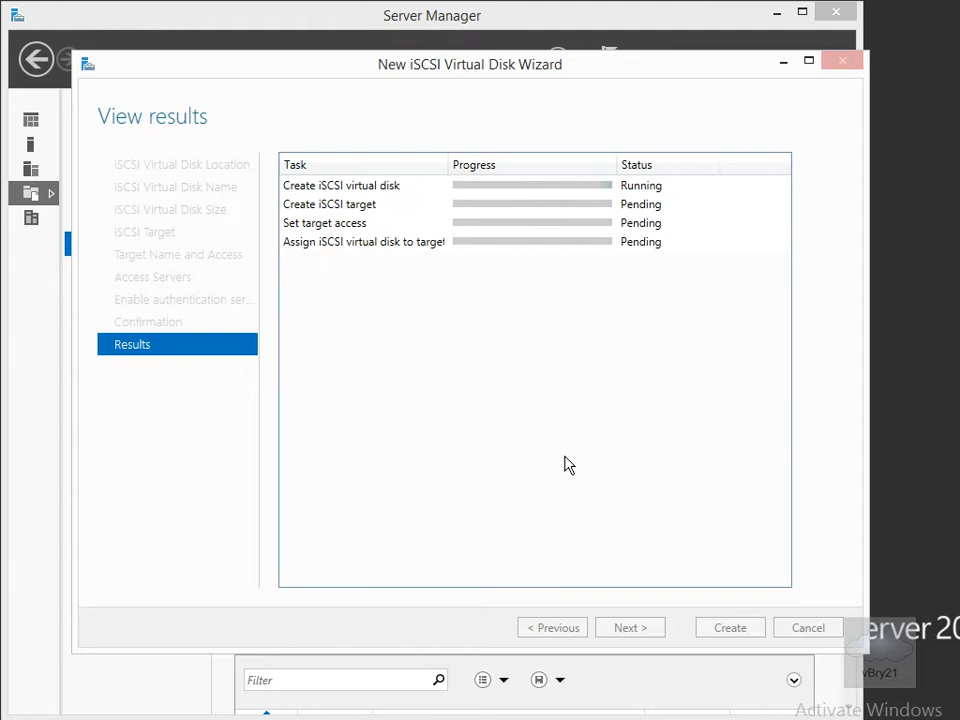 Server Manager
New iSCSI Virtual Disk Wizard
View results
iSCSI Virtual Disk Location
iSCSI Virtual Disk Name
iSCSI Virtual Disk Size
iSCSI Target
Target Name and Access
Access Servers
Enable authentication ser...
Confirmation
Results
Task Progress Status
Create iSCSI virtual disk Running
Create iSCSI target Pending
Set target access Pending
Assign iSCSI virtual disk to target Pending
< Previous Next > Create Cancel
erver 20
vBry21
Filter
Activate Windows